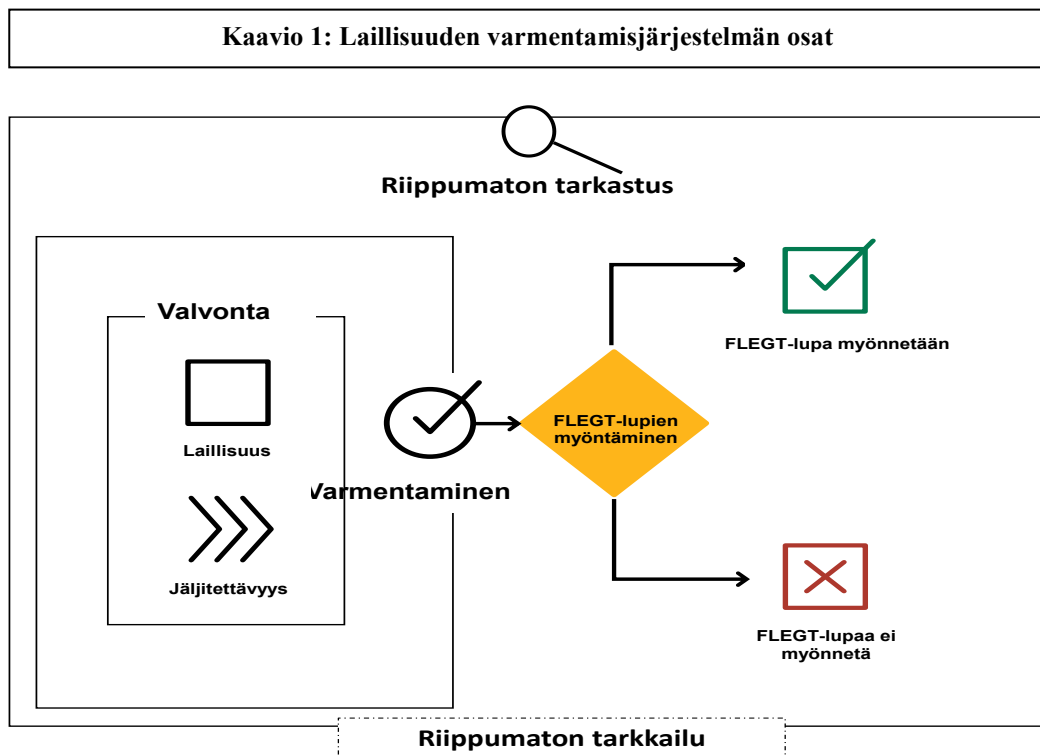 Kaavio 1: Laillisuuden varmentamisjärjestelmän osat
Riippumaton tarkastus
Valvonta
Laillisuus
Jäljitettävyys
Varmentaminen
FLEGT-lupien
myöntäminen
FLEGT-lupa myönnetään
FLEGT-lupaa ei
myönnetä
Riippumaton tarkkailu